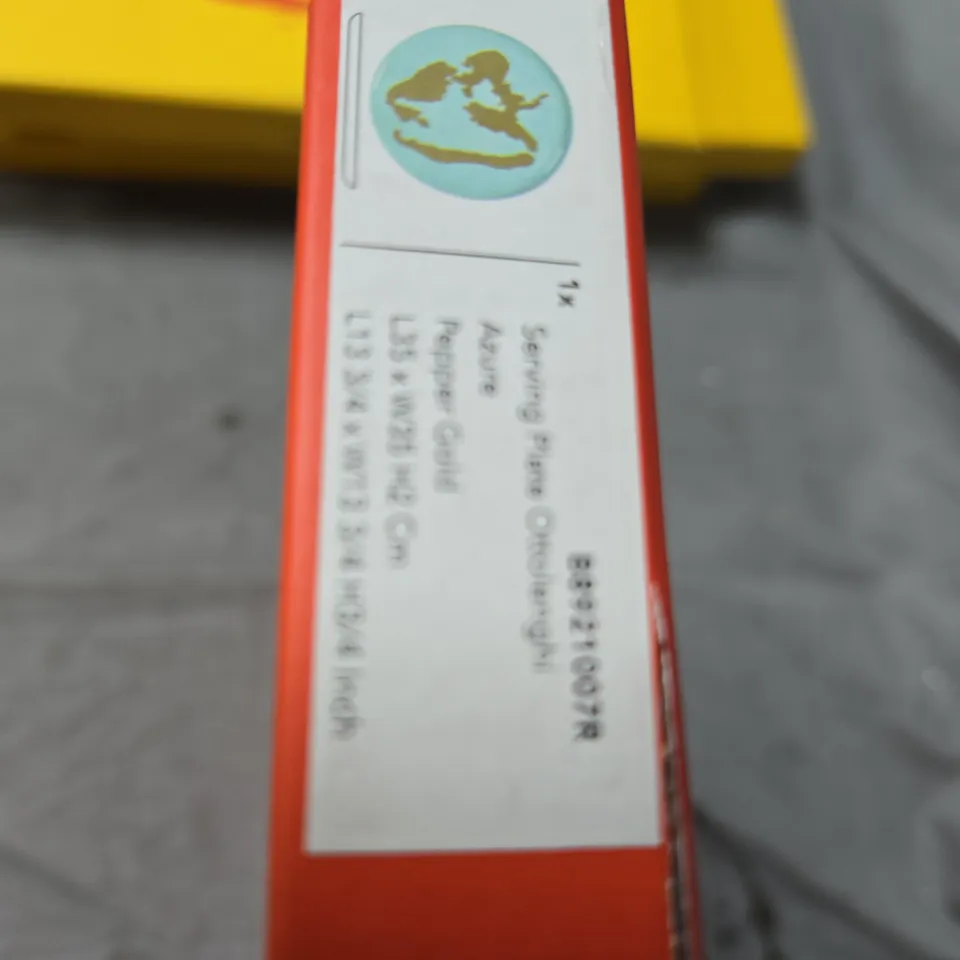 B8921007R
1x
Serving Plate Ottolenghi
Azure
Pepper Gold
L35 x W35 H2 Cm
L13 3/4 x W13 3/4 H3/4 Inch